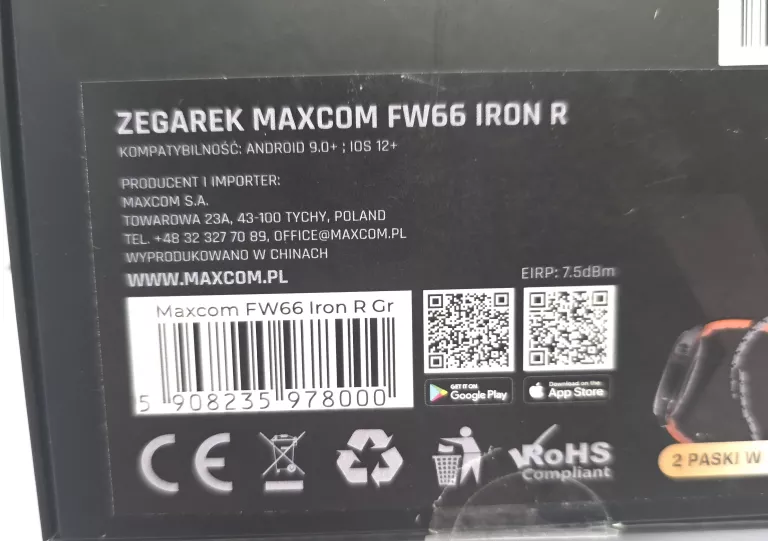 ZEGAREK MAXCOM FW66 IRON R
KOMPATYBILNOŚĆ: ANDROID 9.0+ ; IOS 12+
PRODUCENT I IMPORTER:
MAXCOM S.A.
TOWAROWA 23A, 43-100 TYCHY, POLAND
TEL. +48 32 327 70 89, OFFICE@MAXCOM.PL
WYPRODUKOWANO W CHINACH
WWW.MAXCOM.PL
EIRP: 7.5dBm
Maxcom FW66 Iron R Gr
5 908235 978000
GET IT ON
Google Play
Download on the
App Store
CE
RoHS
Compliant
2 PASKI W